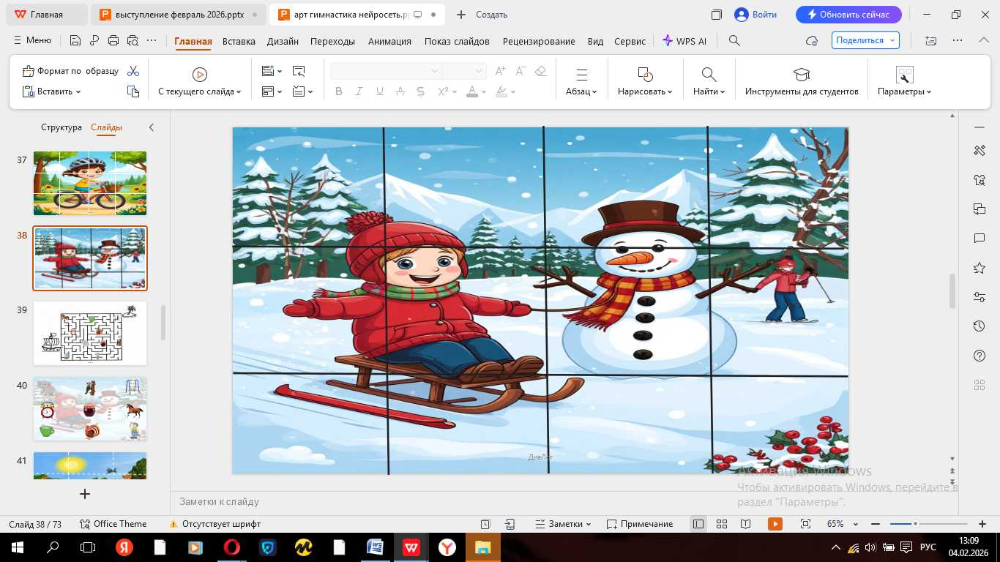 Главная
выступление февраль 2026.pptx
арт гимнастика нейросеть.p
Создать
Войти
Обновить сейчас
Меню
Главная
Вставка
Дизайн
Переходы
Анимация
Показ слайдов
Рецензирование
Вид
Сервис
WPS AI
Поделиться
Формат по образцу
Вставить
С текущего слайда
B I U A S X² A
Абзац
Нарисовать
Найти
Инструменты для студентов
Параметры
Структура
Слайды
37
38
39
40
41
ДиаЛог
Активация Windows
Чтобы активировать Windows, перейдите в
раздел "Параметры".
Заметки к слайду
Слайд 38 / 73
Office Theme
Отсутствует шрифт
Заметки
Примечание
65%
РУС
13:09
04.02.2026